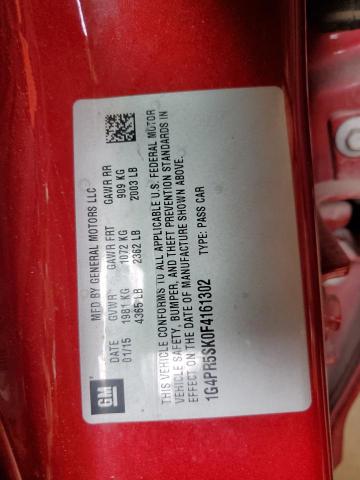 GM
MFD BY GENERAL MOTORS LLC
DATE GVWR GAWR FRT GAWR RR
01/15 1981 KG 1072 KG 909 KG
4365 LB 2362 LB 2003 LB
THIS VEHICLE CONFORMS TO ALL APPLICABLE U.S. FEDERAL MOTOR
VEHICLE SAFETY, BUMPER, AND THEFT PREVENTION STANDARDS IN
EFFECT ON THE DATE OF MANUFACTURE SHOWN ABOVE.
1G4PR5SK0F4161302 TYPE: PASS CAR